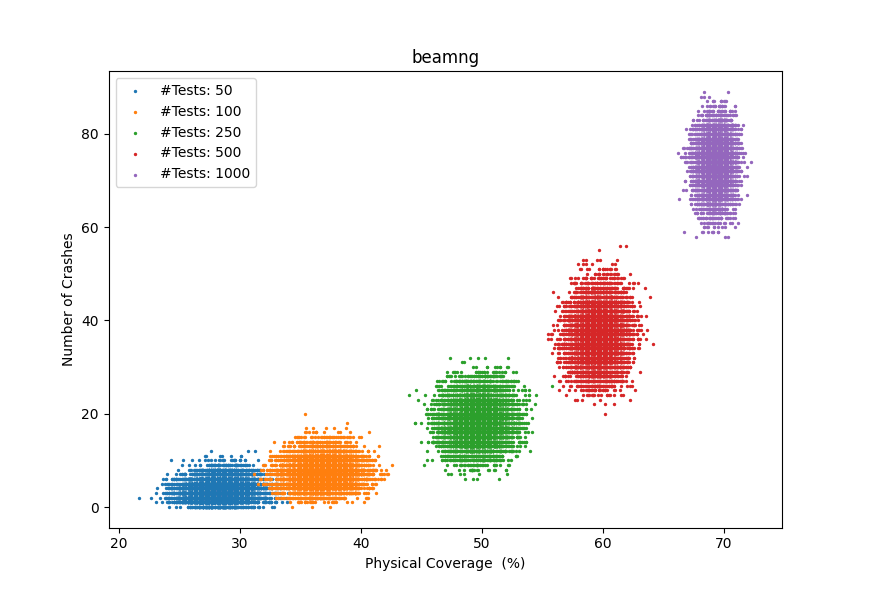 beamng
#Tests: 50
#Tests: 100
#Tests: 250
#Tests: 500
#Tests: 1000
Number of Crashes
80
60
40
20
0
20 30 40 50 60 70
Physical Coverage (%)